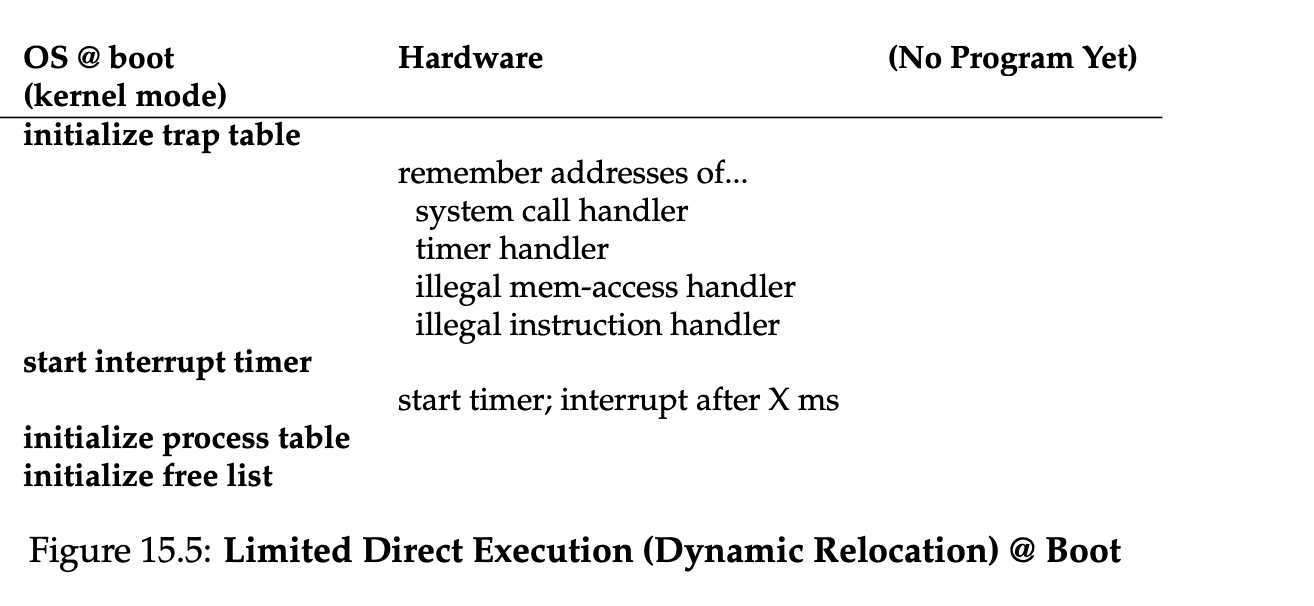 OS @ boot Hardware (No Program Yet)
(kernel mode)
initialize trap table
remember addresses of...
system call handler
timer handler
illegal mem-access handler
illegal instruction handler
start interrupt timer
start timer; interrupt after X ms
initialize process table
initialize free list
Figure 15.5: Limited Direct Execution (Dynamic Relocation) @ Boot